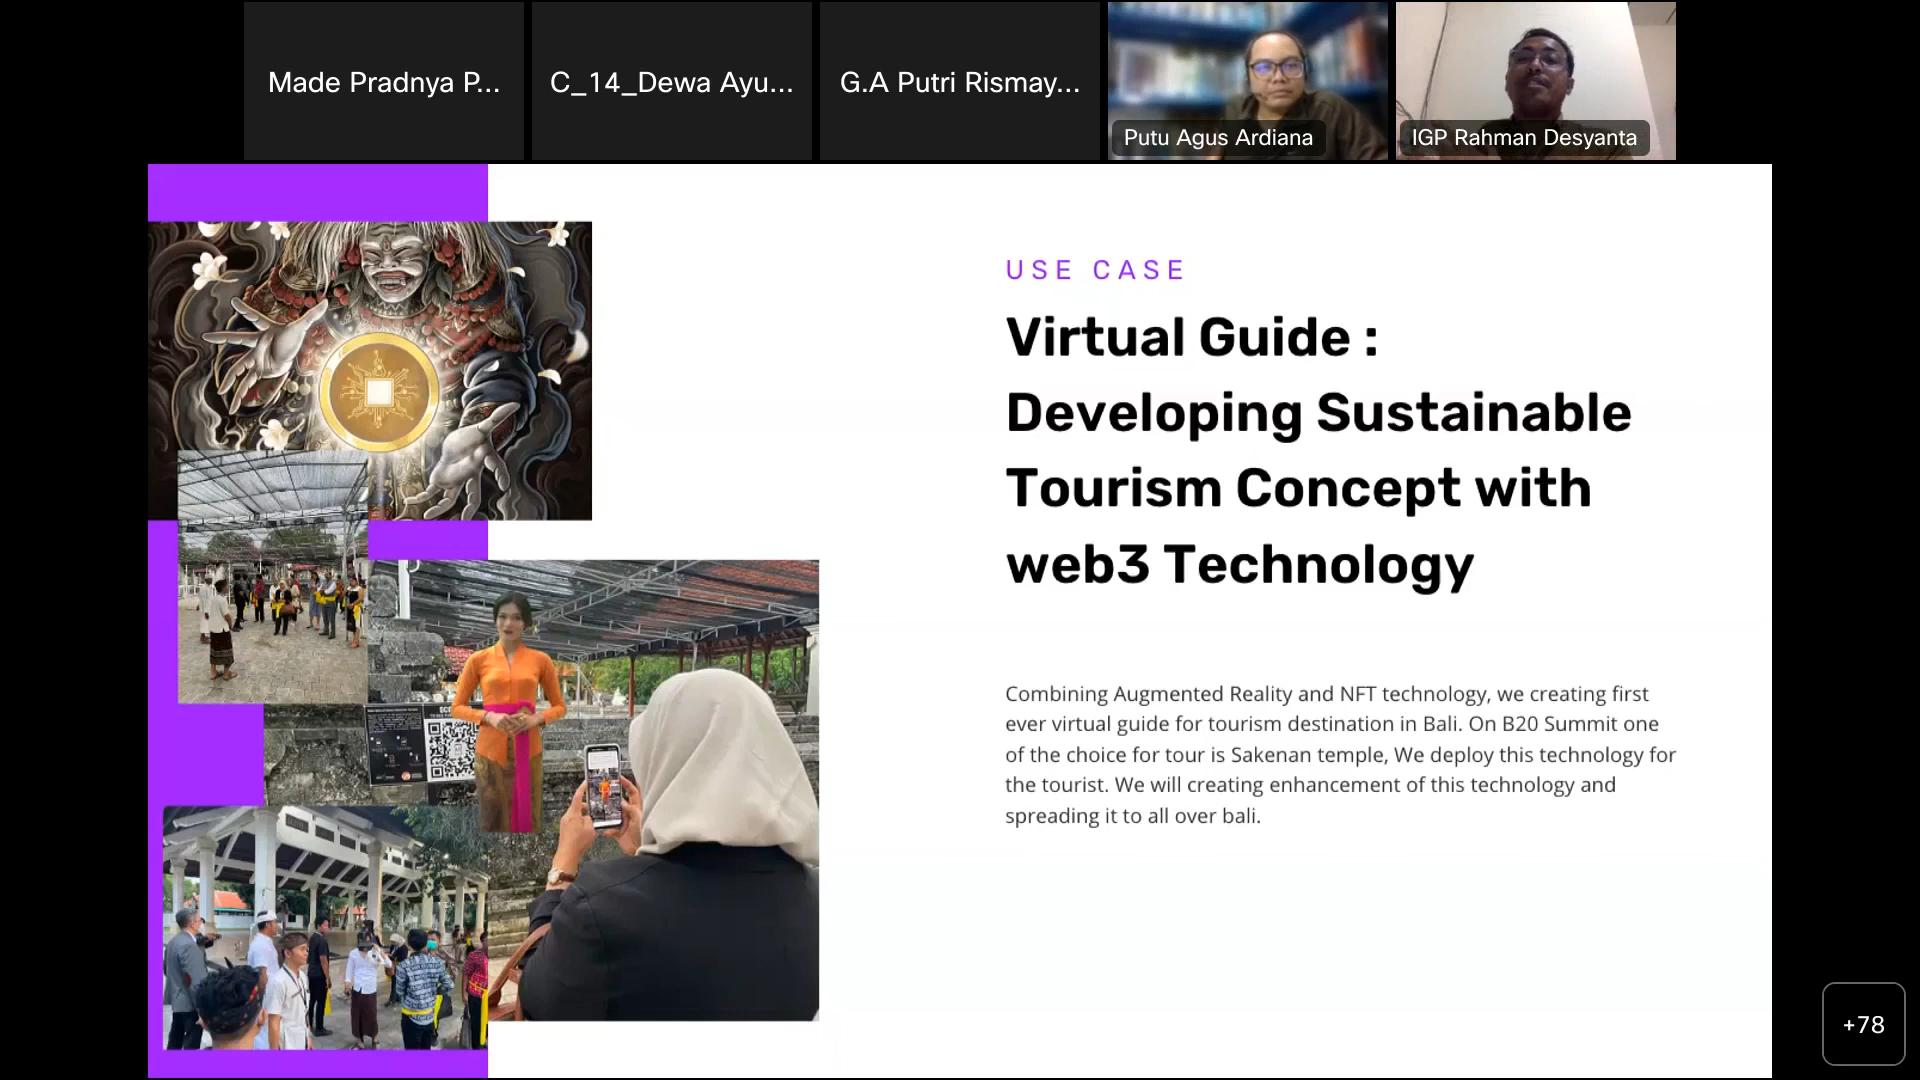 Made Pradnya P...
C_14_Dewa Ayu...
G.A Putri Rismay...
Putu Agus Ardiana
IGP Rahman Desyanta
USE CASE
Virtual Guide :
Developing Sustainable
Tourism Concept with
web3 Technology
Combining Augmented Reality and NFT technology, we creating first
ever virtual guide for tourism destination in Bali. On B20 Summit one
of the choice for tour is Sakenan temple, We deploy this technology for
the tourist. We will creating enhancement of this technology and
spreading it to all over bali.
+78